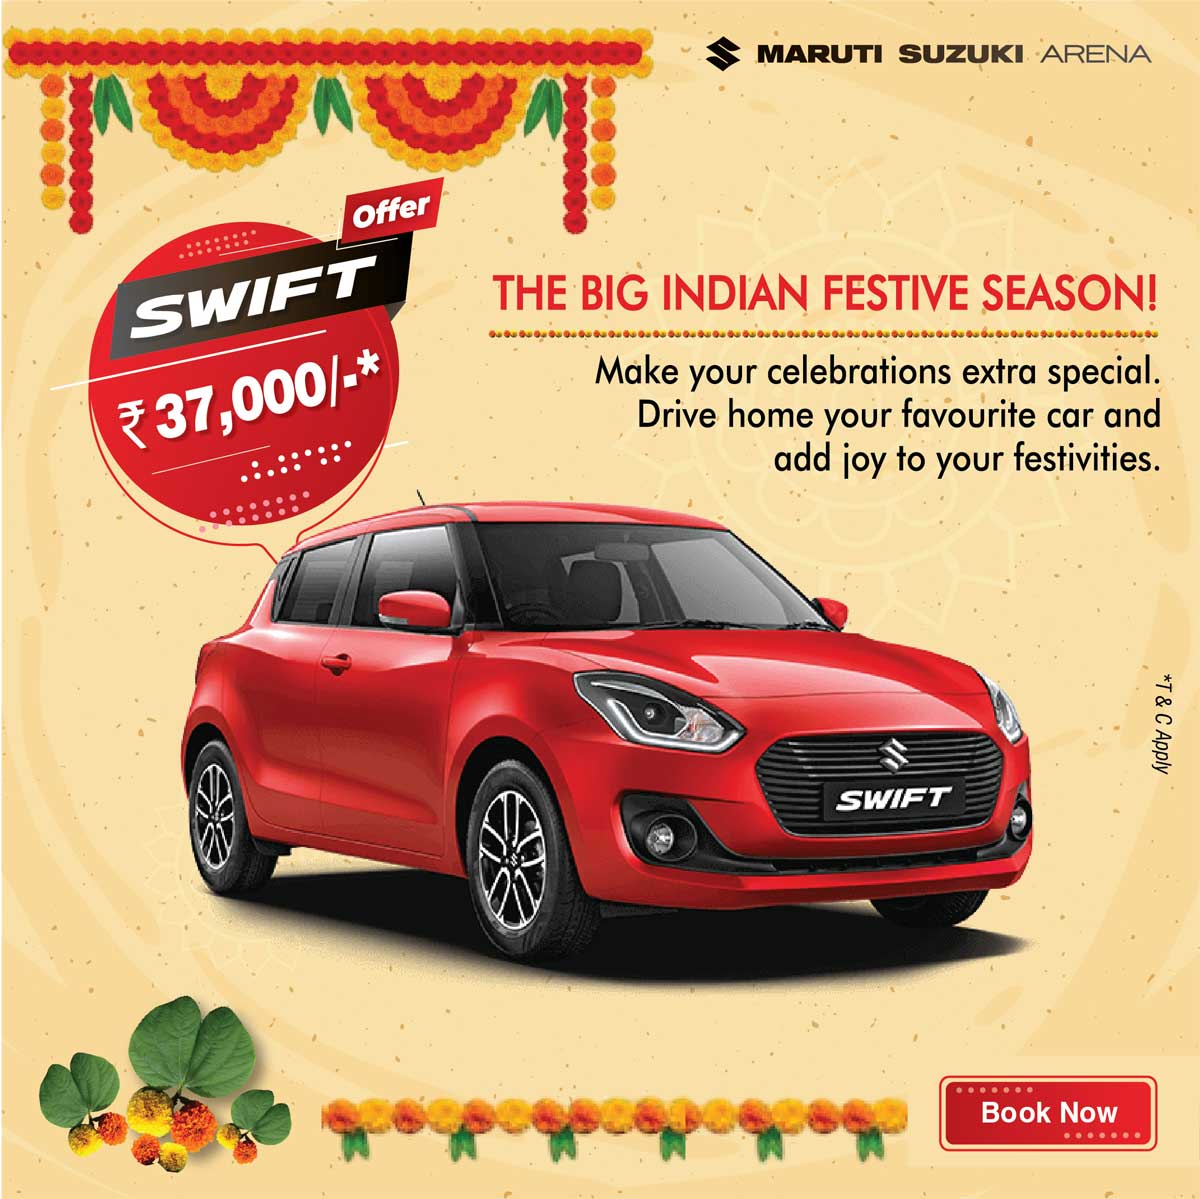 MARUTI SUZUKI ARENA
Offer
SWIFT
₹ 37,000/-*
THE BIG INDIAN FESTIVE SEASON!
Make your celebrations extra special.
Drive home your favourite car and
add joy to your festivities.
*T & C Apply
SWIFT
Book Now